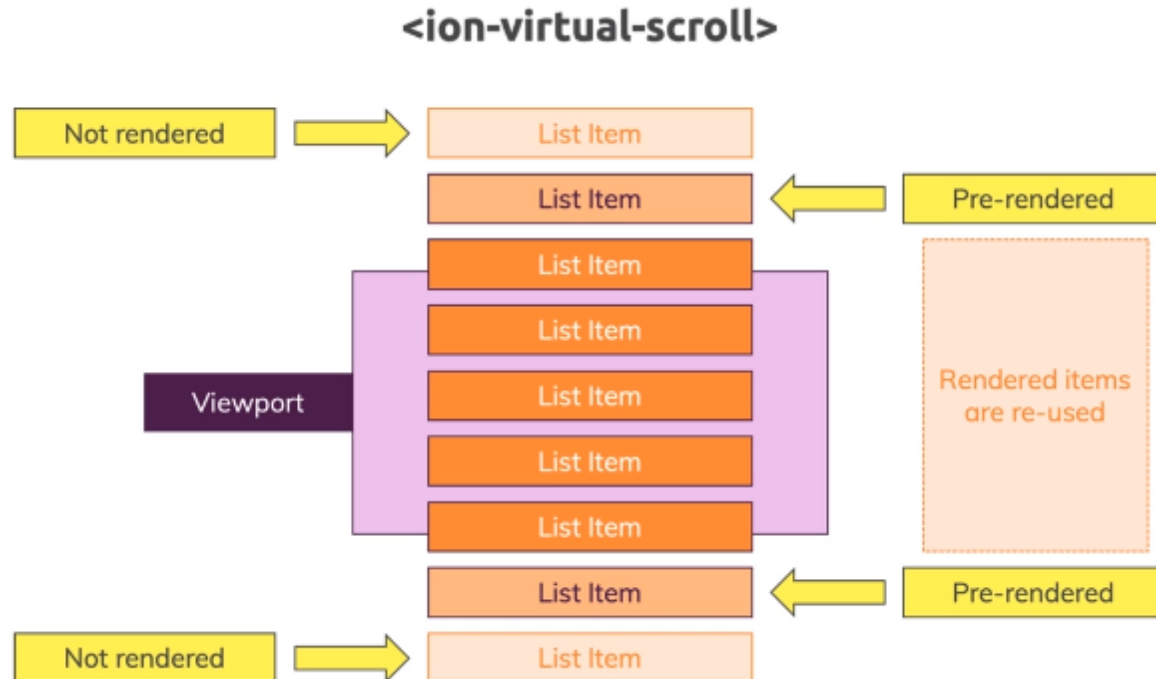 <ion-virtual-scroll>
Not rendered
List Item
List Item
Pre-rendered
List Item
List Item
Viewport
List Item
Rendered items
are re-used
List Item
List Item
List Item
Pre-rendered
Not rendered
List Item